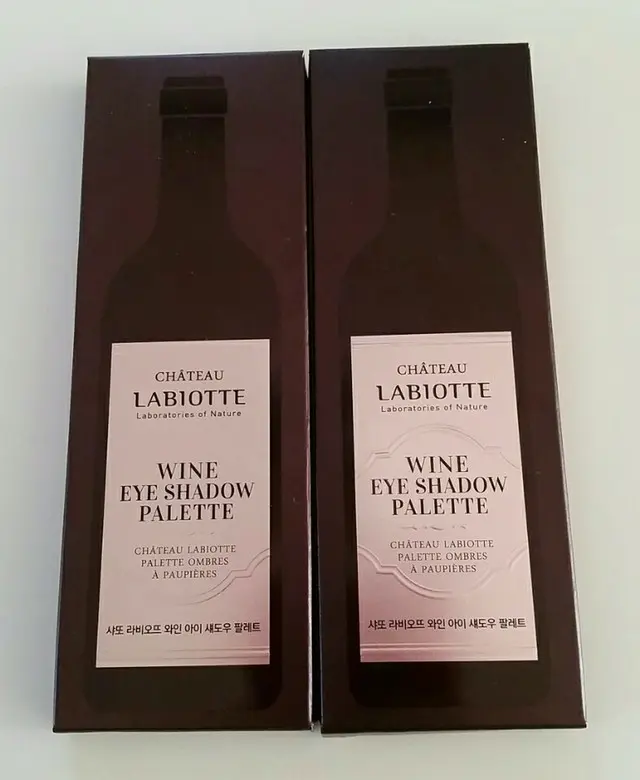 CHÂTEAU
LABIOTTE
Laboratories of Nature
WINE
EYE SHADOW
PALETTE
CHÂTEAU LABIOTTE
PALETTE OMBRES
À PAUPIÈRES
샤또 라비오뜨 와인 아이 섀도우 팔레트
CHÂTEAU
LABIOTTE
Laboratories of Nature
WINE
EYE SHADOW
PALETTE
CHÂTEAU LABIOTTE
PALETTE OMBRES
À PAUPIÈRES
샤또 라비오뜨 와인 아이 섀도우 팔레트